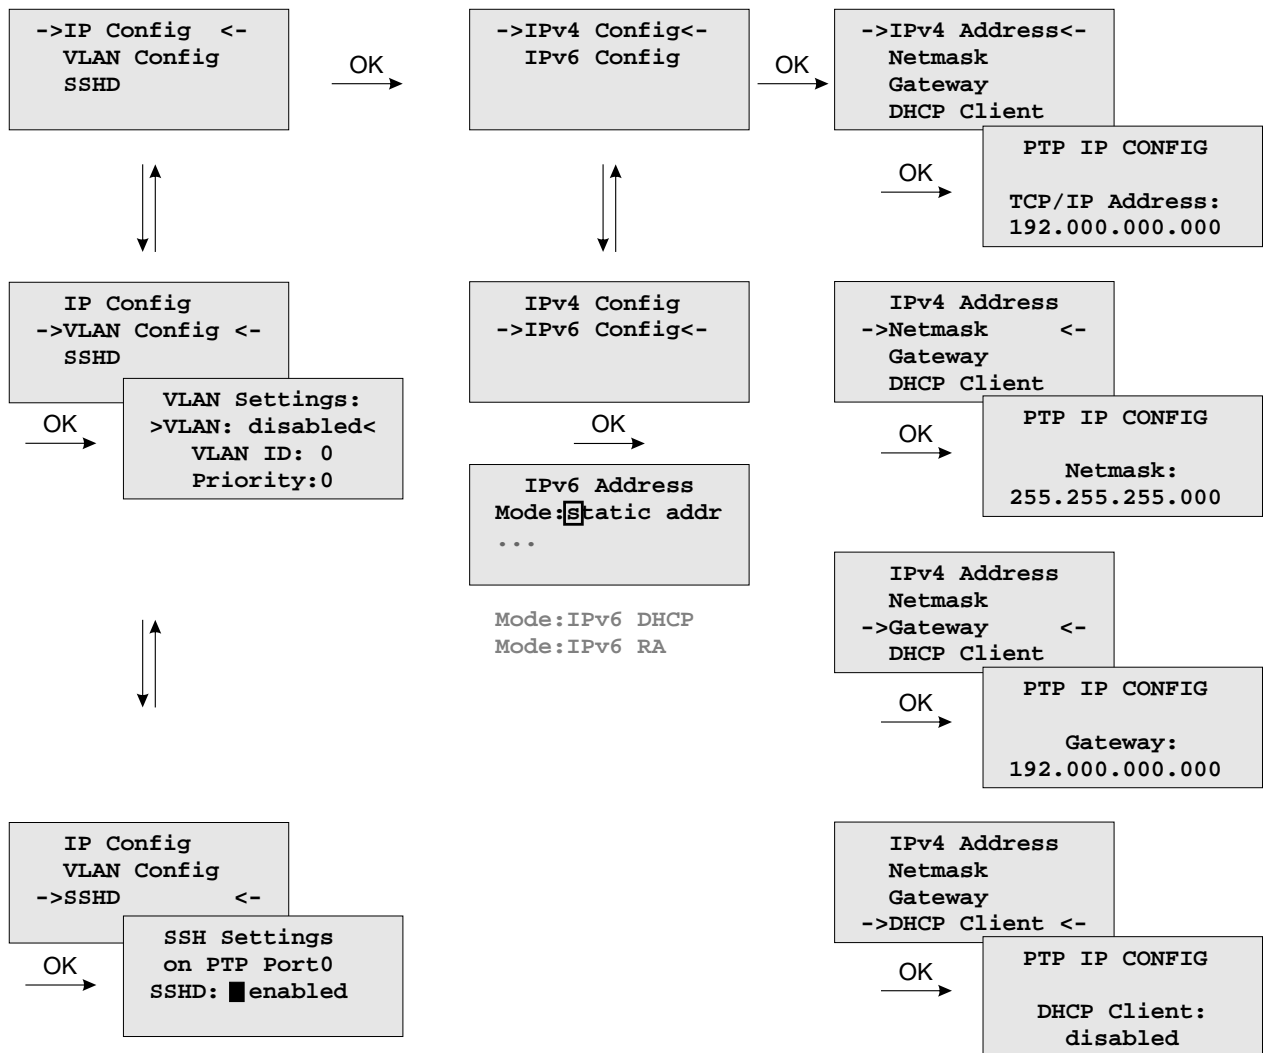 ->IP Config  <-
VLAN Config
SSHD
OK
->IPv4 Config<-
IPv6 Config
OK
->IPv4 Address<-
Netmask
Gateway
DHCP Client
OK
PTP IP CONFIG
TCP/IP Address:
192.000.000.000
IP Config
->VLAN Config <-
SSHD
OK
VLAN Settings:
>VLAN: disabled<
VLAN ID: 0
Priority:0
IPv4 Config
->IPv6 Config<-
OK
IPv6 Address
Mode:static addr
...
Mode:IPv6 DHCP
Mode:IPv6 RA
IPv4 Address
->Netmask     <-
Gateway
DHCP Client
OK
PTP IP CONFIG
Netmask:
255.255.255.000
IPv4 Address
Netmask
->Gateway     <-
DHCP Client
OK
PTP IP CONFIG
Gateway:
192.000.000.000
IP Config
VLAN Config
->SSHD        <-
OK
SSH Settings
on PTP Port0
SSHD: enabled
IPv4 Address
Netmask
Gateway
->DHCP Client <-
OK
PTP IP CONFIG
DHCP Client:
disabled